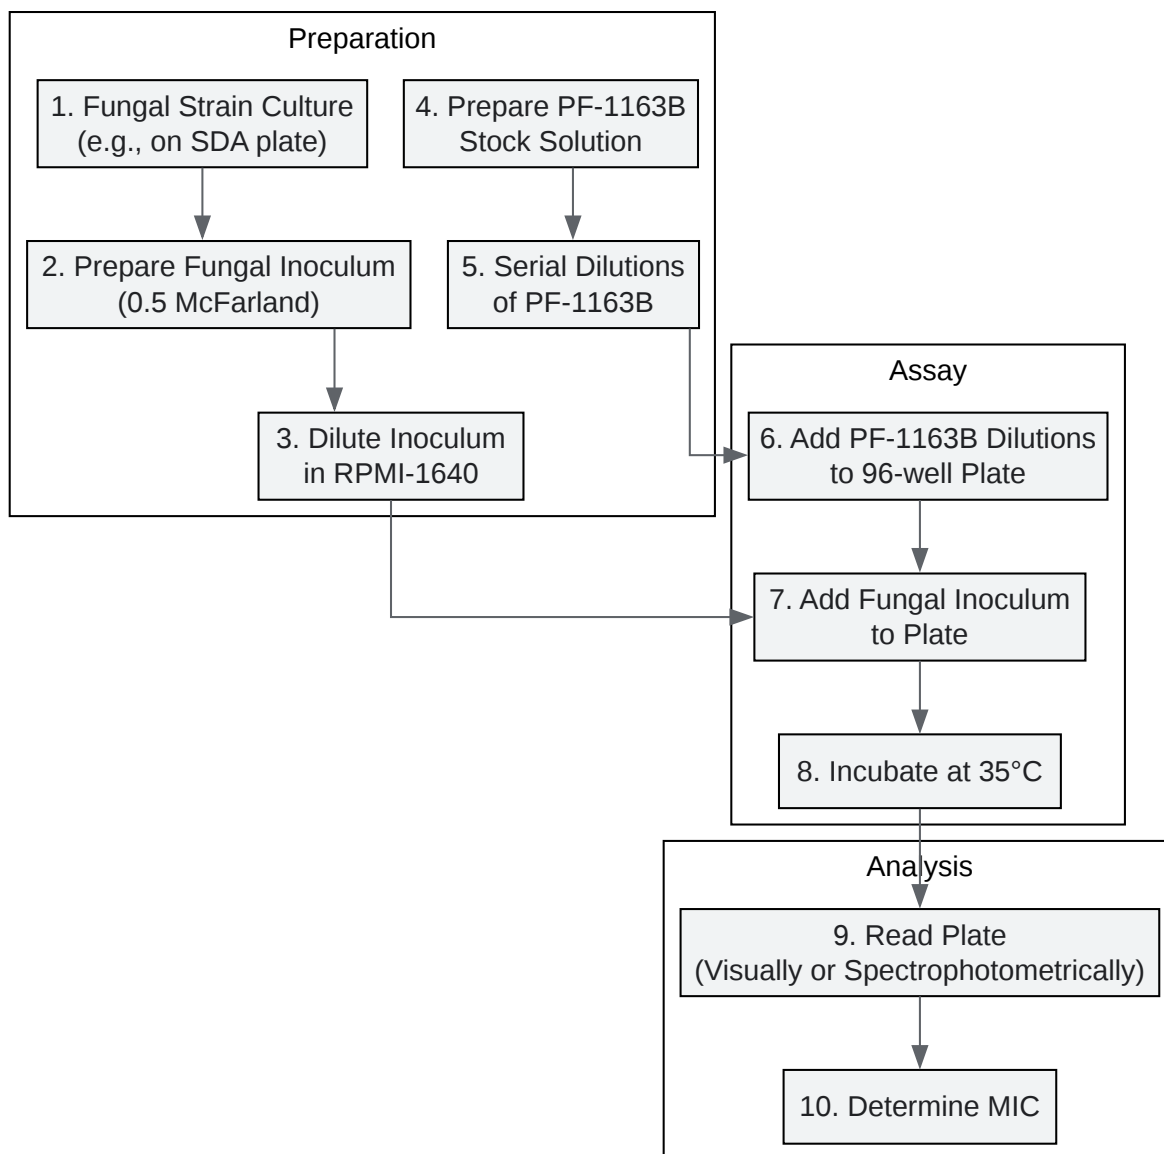 Preparation
1. Fungal Strain Culture
(e.g., on SDA plate)
4. Prepare PF-1163B
Stock Solution
2. Prepare Fungal Inoculum
(0.5 McFarland)
5. Serial Dilutions
of PF-1163B
3. Dilute Inoculum
in RPMI-1640
Assay
6. Add PF-1163B Dilutions
to 96-well Plate
7. Add Fungal Inoculum
to Plate
8. Incubate at 35°C
Analysis
9. Read Plate
(Visually or Spectrophotometrically)
10. Determine MIC